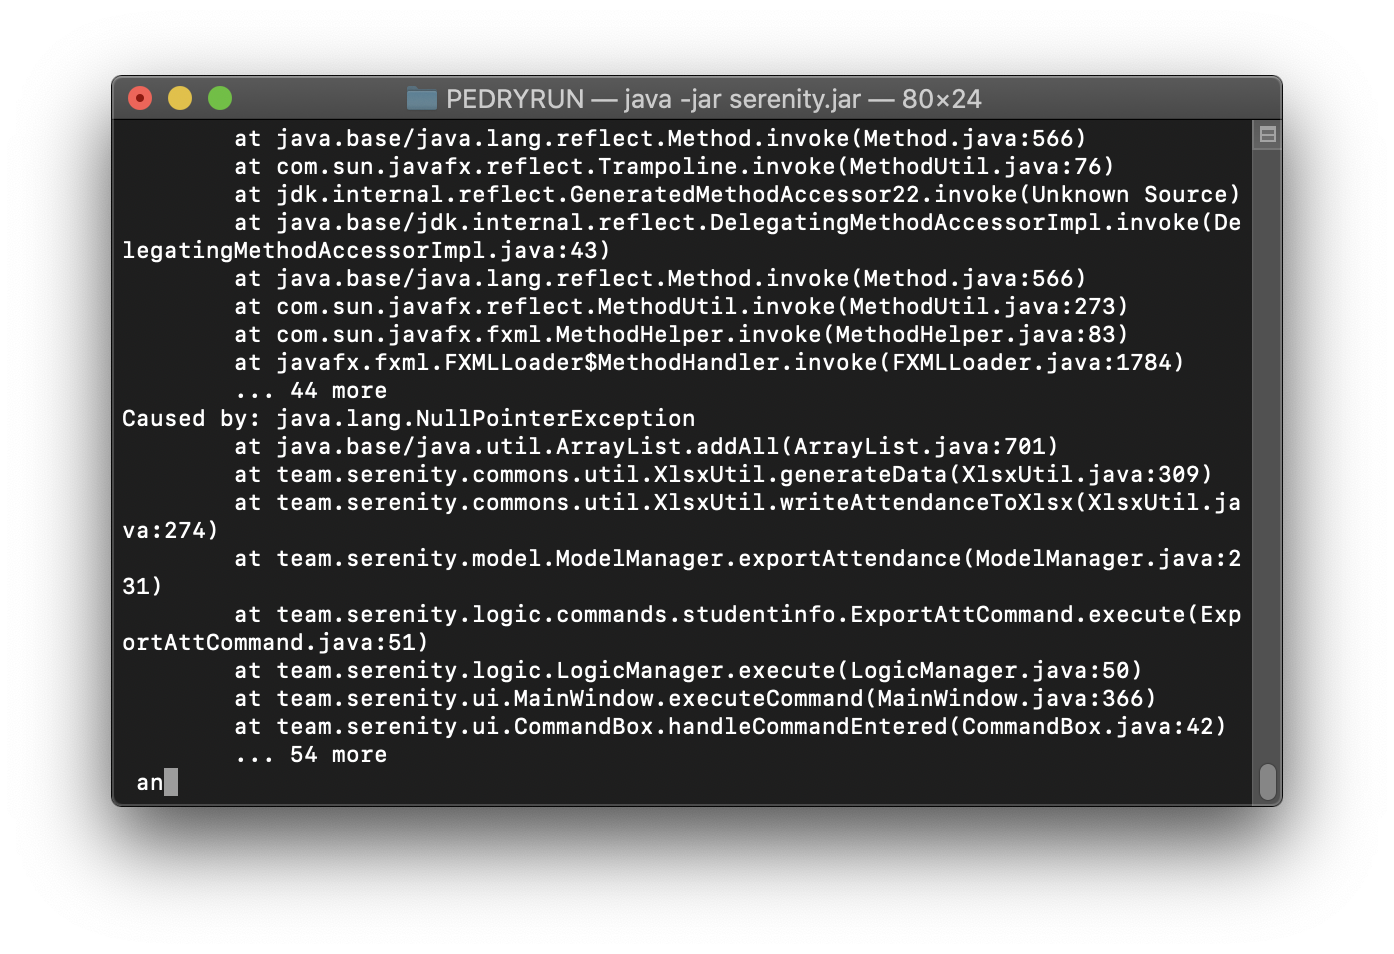 PEDRYRUN — java -jar serenity.jar — 80×24
at java.base/java.lang.reflect.Method.invoke(Method.java:566)
at com.sun.javafx.reflect.Trampoline.invoke(MethodUtil.java:76)
at jdk.internal.reflect.GeneratedMethodAccessor22.invoke(Unknown Source)
at java.base/jdk.internal.reflect.DelegatingMethodAccessorImpl.invoke(De
legatingMethodAccessorImpl.java:43)
at java.base/java.lang.reflect.Method.invoke(Method.java:566)
at com.sun.javafx.reflect.MethodUtil.invoke(MethodUtil.java:273)
at com.sun.javafx.fxml.MethodHelper.invoke(MethodHelper.java:83)
at javafx.fxml.FXMLLoader$MethodHandler.invoke(FXMLLoader.java:1784)
... 44 more
Caused by: java.lang.NullPointerException
at java.base/java.util.ArrayList.addAll(ArrayList.java:701)
at team.serenity.commons.util.XlsxUtil.generateData(XlsxUtil.java:309)
at team.serenity.commons.util.XlsxUtil.writeAttendanceToXlsx(XlsxUtil.ja
va:274)
at team.serenity.model.ModelManager.exportAttendance(ModelManager.java:2
31)
at team.serenity.logic.commands.studentinfo.ExportAttCommand.execute(Exp
ortAttCommand.java:51)
at team.serenity.logic.LogicManager.execute(LogicManager.java:50)
at team.serenity.ui.MainWindow.executeCommand(MainWindow.java:366)
at team.serenity.ui.CommandBox.handleCommandEntered(CommandBox.java:42)
... 54 more
an